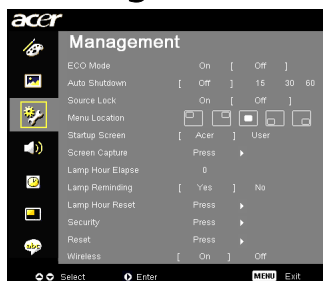 acer
Management
ECO Mode On [ Off ]
Auto Shutdown [ Off ] 15 30 60
Source Lock On [ Off ]
Menu Location
Startup Screen [ Acer ] User
Screen Capture Press
Lamp Hour Elapse 0
Lamp Reminding [ Yes ] No
Lamp Hour Reset Press
Security Press
Reset Press
abc
Wireless [ On ] Off
Select Enter MENU Exit